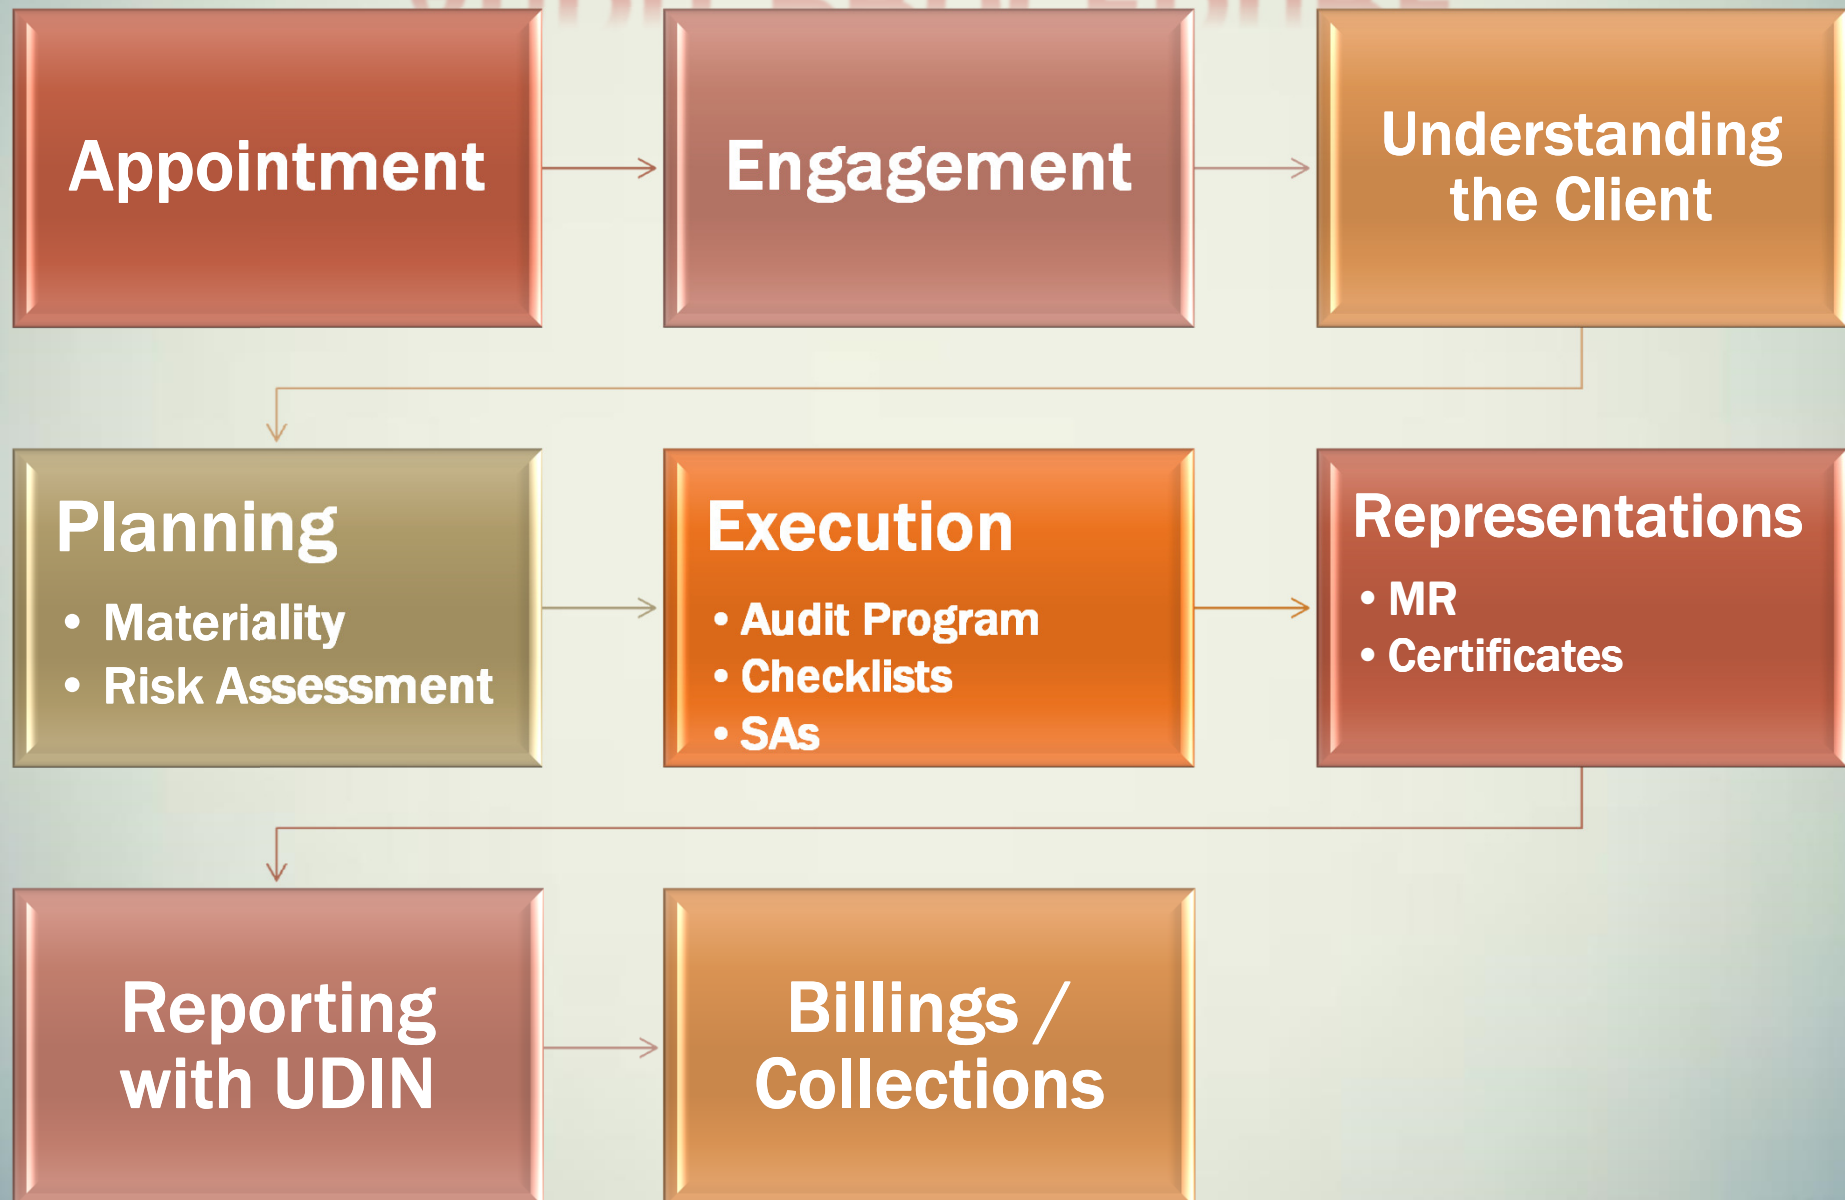 Appointment
Engagement
Understanding
the Client
Planning
• Materiality
• Risk Assessment
Execution
• Audit Program
• Checklists
• SAs
Representations
• MR
• Certificates
Reporting
with UDIN
Billings /
Collections